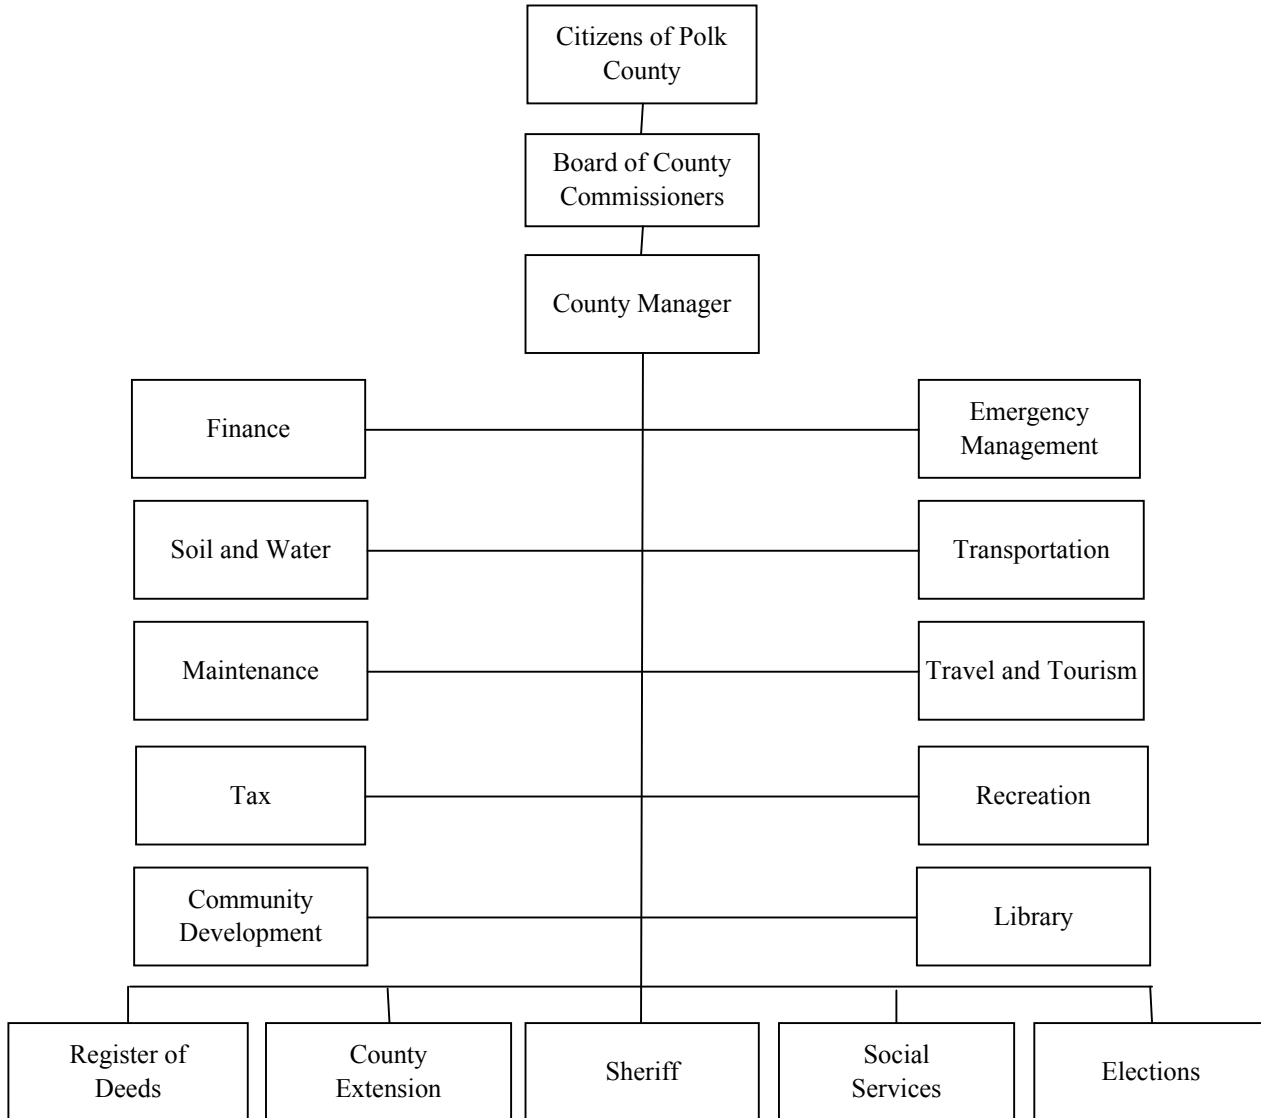 Citizens of Polk
County
Board of County
Commissioners
County Manager
Finance
Emergency
Management
Soil and Water
Transportation
Maintenance
Travel and Tourism
Tax
Recreation
Community
Development
Library
Register of
Deeds
County
Extension
Sheriff
Social
Services
Elections